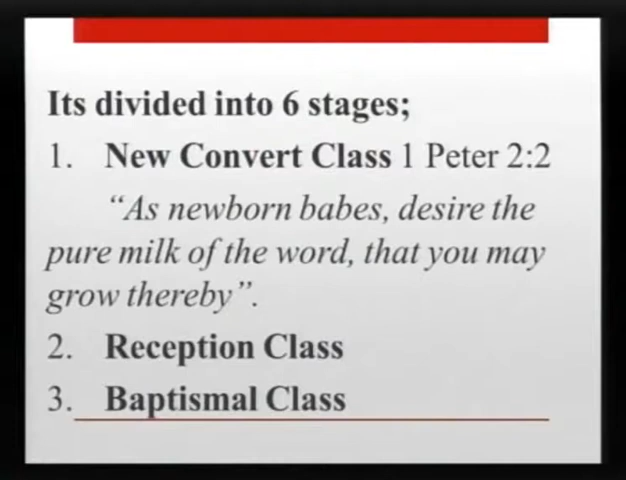 Its divided into 6 stages;
1. New Convert Class 1 Peter 2:2
“As newborn babes, desire the
pure milk of the word, that you may
grow thereby”.
2. Reception Class
3. Baptismal Class